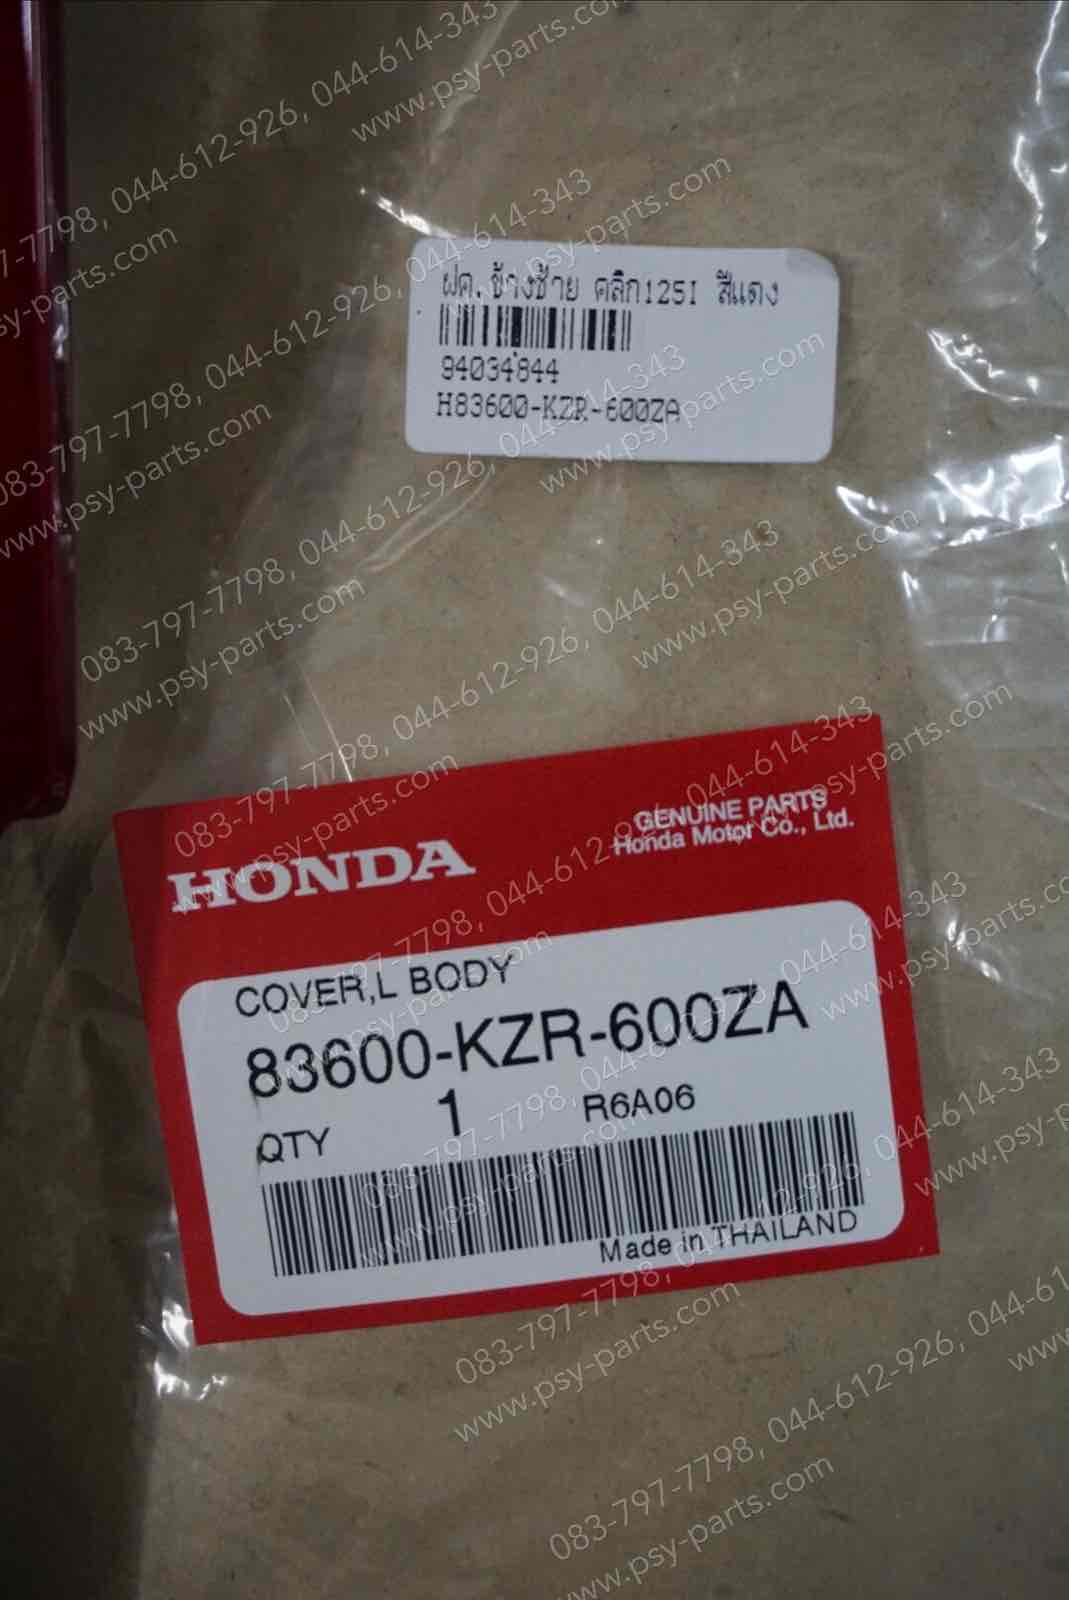 ฝค.ข้างซ้าย คลิก125I สีแดง
94034844
H83600-KZR-600ZA
HONDA
GENUINE PARTS
Honda Motor Co., Ltd.
COVER,L BODY
83600-KZR-600ZA
QTY 1 R6A06
Made in THAILAND
083-797-7798, 044-612-926, 044-614-343
www.psy-parts.com